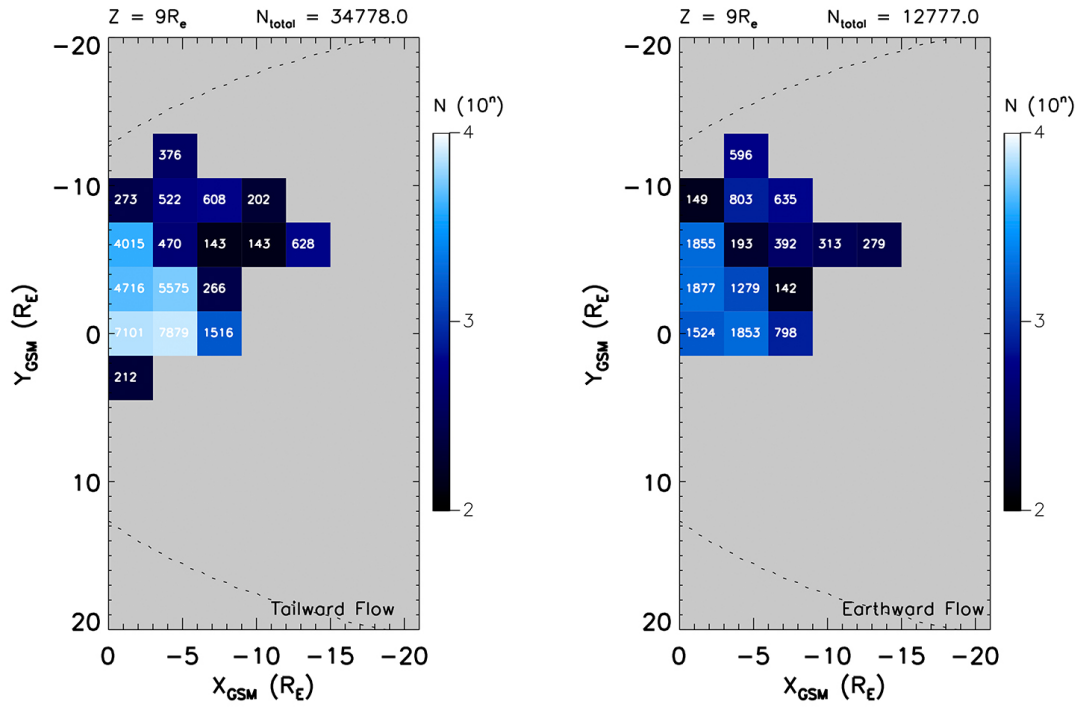 Z = 9Rₑ N_total = 34778.0
-20
-10
0
10
20
Y_GSM (R_E)
376
273 522 608 202
4015 470 143 143 628
4716 5575 266
7101 7879 1516
212
Tailward Flow
0 -5 -10 -15 -20
X_GSM (R_E)
N (10ⁿ)
4
3
2
Z = 9Rₑ N_total = 12777.0
-20
-10
0
10
20
Y_GSM (R_E)
596
149 803 635
1855 193 392 313 279
1877 1279 142
1524 1853 798
Earthward Flow
0 -5 -10 -15 -20
X_GSM (R_E)
N (10ⁿ)
4
3
2